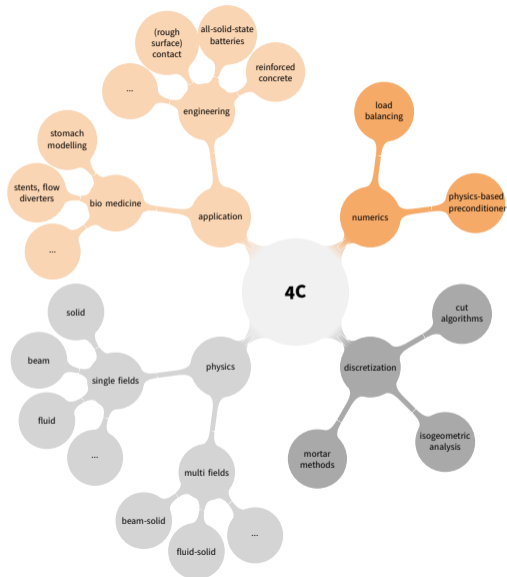 (rough
surface)
contact
all-solid-state
batteries
reinforced
concrete
...
engineering
stomach
modelling
stents, flow
diverters
...
bio medicine
application
load
balancing
physics-based
preconditioner
numerics
4C
solid
beam
fluid
...
single fields
physics
multi fields
beam-solid
fluid-solid
...
cut
algorithms
discretization
isogeometric
analysis
mortar
methods